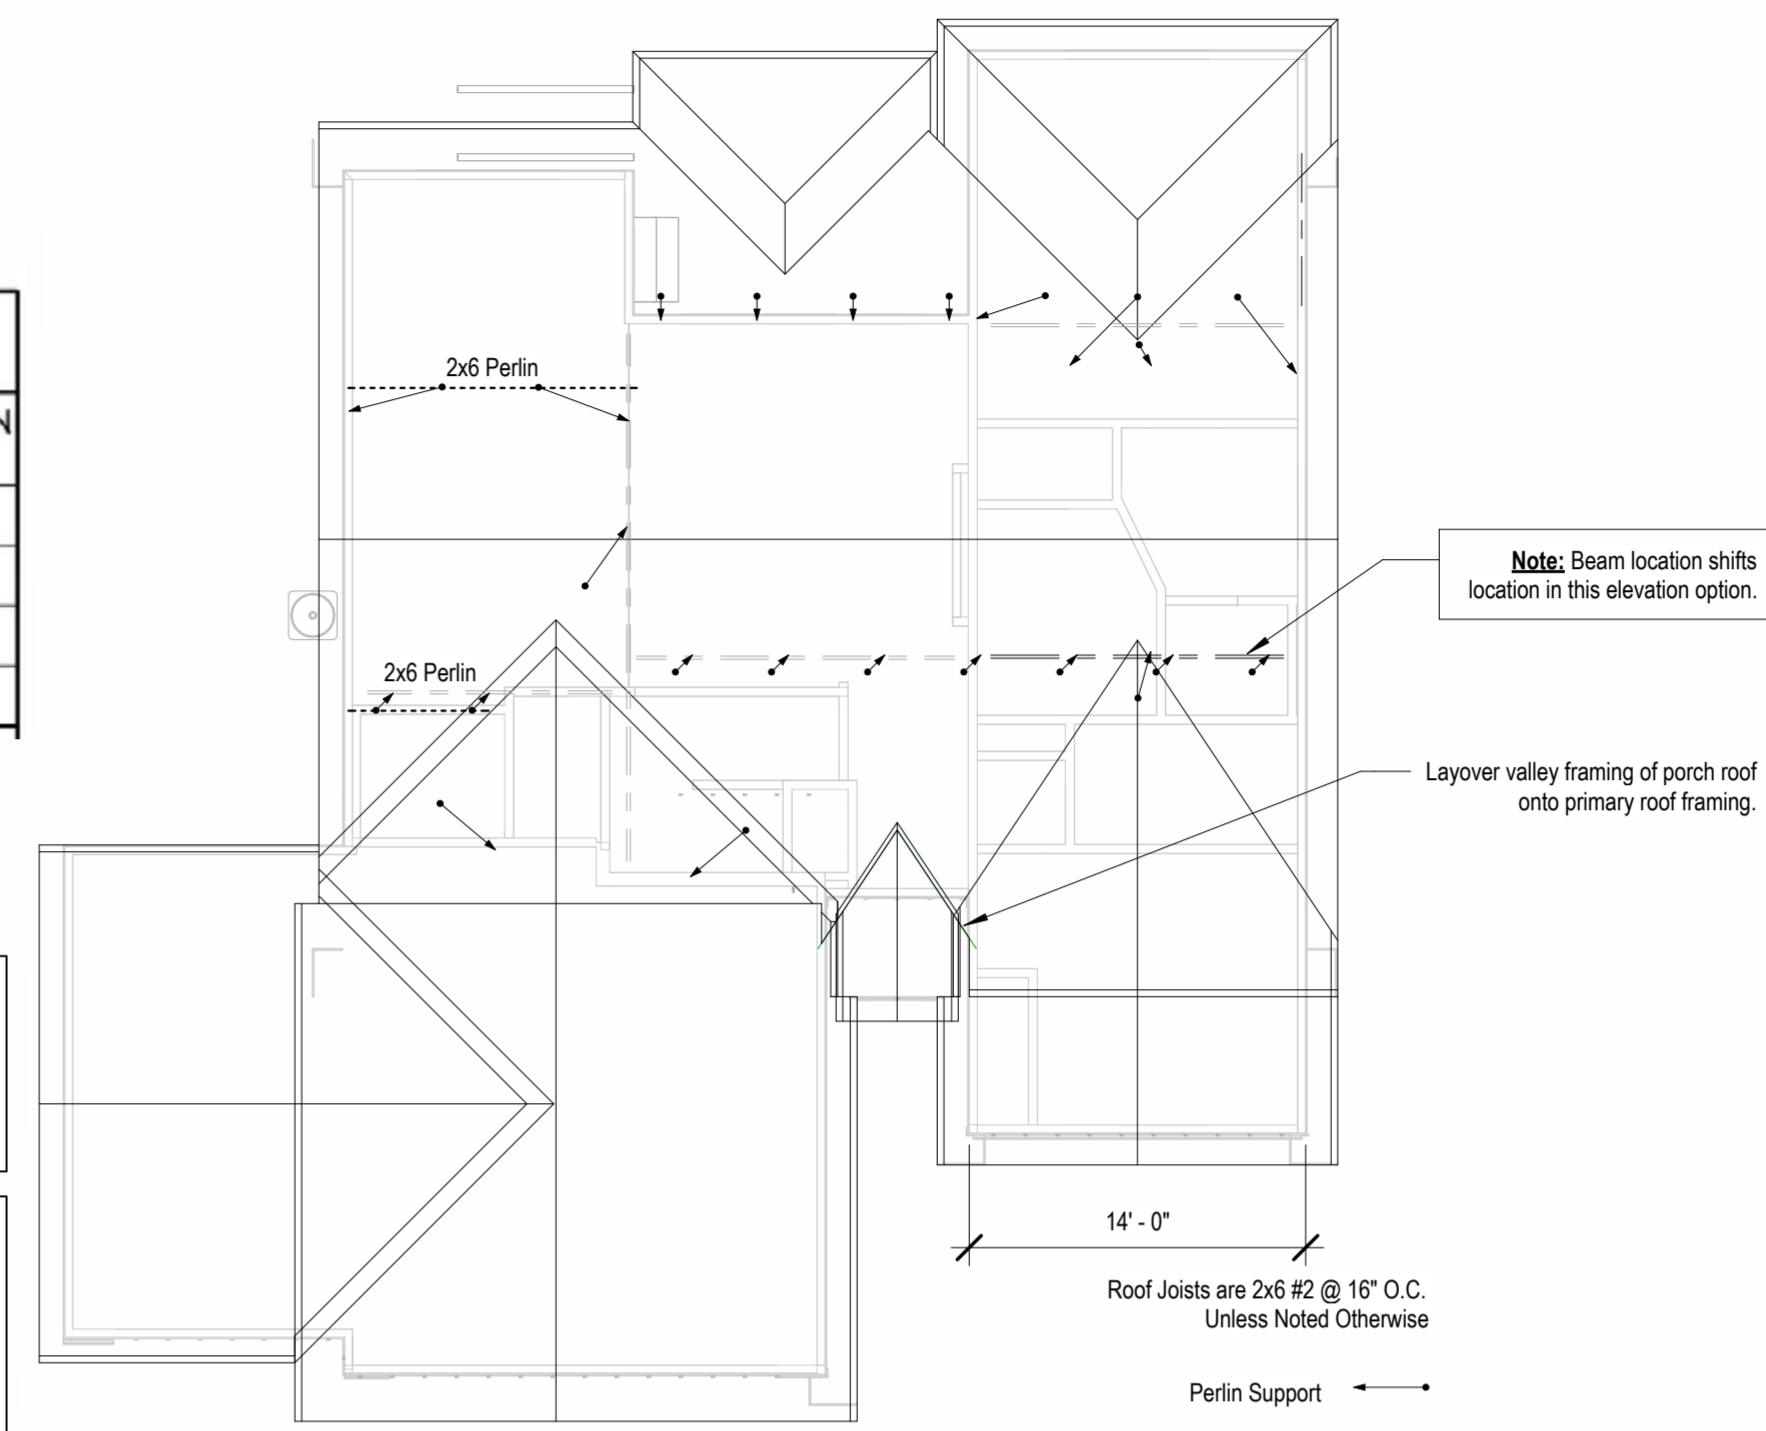 N
2x6 Perlin
Note: Beam location shifts
location in this elevation option.
2x6 Perlin
Layover valley framing of porch roof
onto primary roof framing.
14' - 0"
Roof Joists are 2x6 #2 @ 16" O.C.
Unless Noted Otherwise
Perlin Support